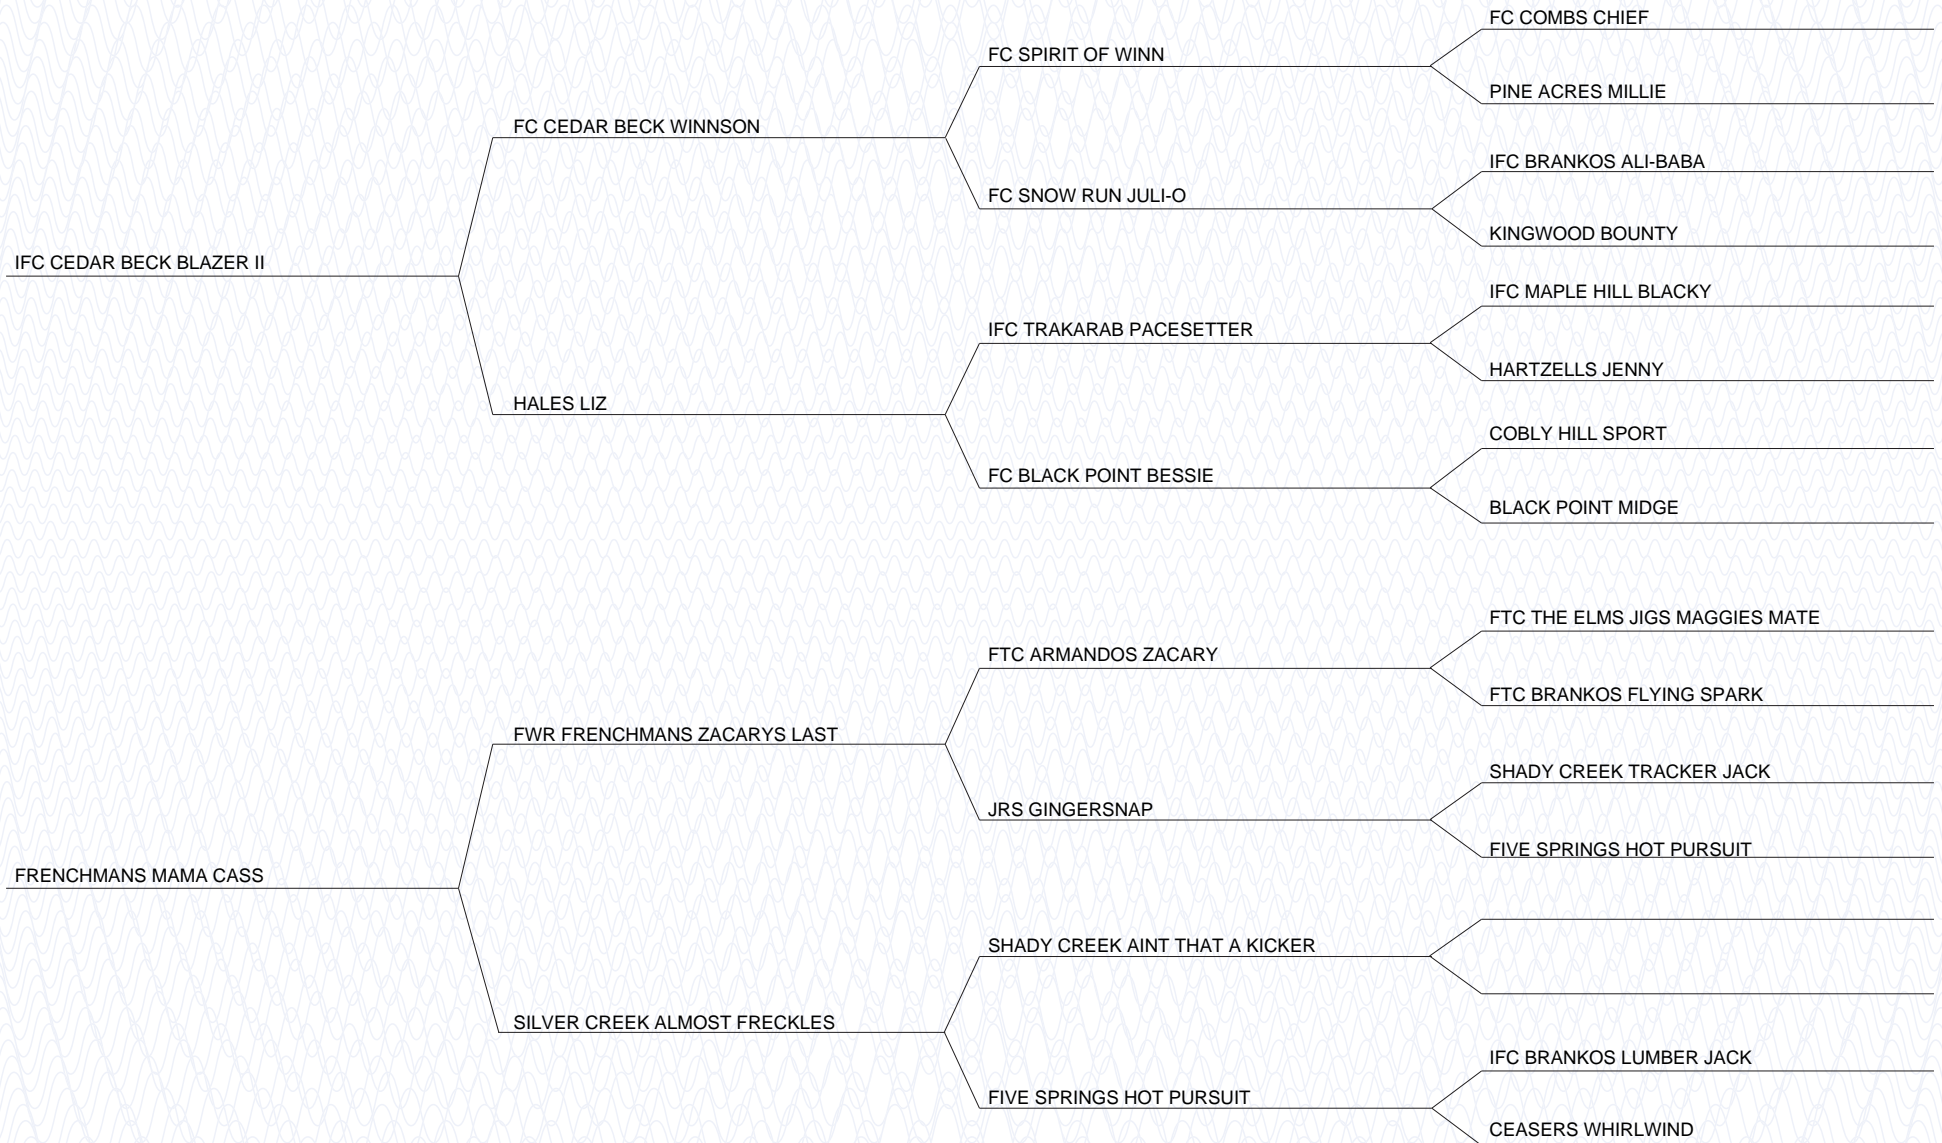 FC COMBS CHIEF
FC SPIRIT OF WINN
PINE ACRES MILLIE
FC CEDAR BECK WINNSON
IFC BRANKOS ALI-BABA
FC SNOW RUN JULI-O
KINGWOOD BOUNTY
IFC CEDAR BECK BLAZER II
IFC MAPLE HILL BLACKY
IFC TRAKARAB PACESETTER
HARTZELLS JENNY
HALES LIZ
COBLY HILL SPORT
FC BLACK POINT BESSIE
BLACK POINT MIDGE
FTC THE ELMS JIGS MAGGIES MATE
FTC ARMANDOS ZACARY
FTC BRANKOS FLYING SPARK
FWR FRENCHMANS ZACARYS LAST
SHADY CREEK TRACKER JACK
JRS GINGERSNAP
FIVE SPRINGS HOT PURSUIT
FRENCHMANS MAMA CASS
SHADY CREEK AINT THAT A KICKER
SILVER CREEK ALMOST FRECKLES
IFC BRANKOS LUMBER JACK
FIVE SPRINGS HOT PURSUIT
CEASERS WHIRLWIND